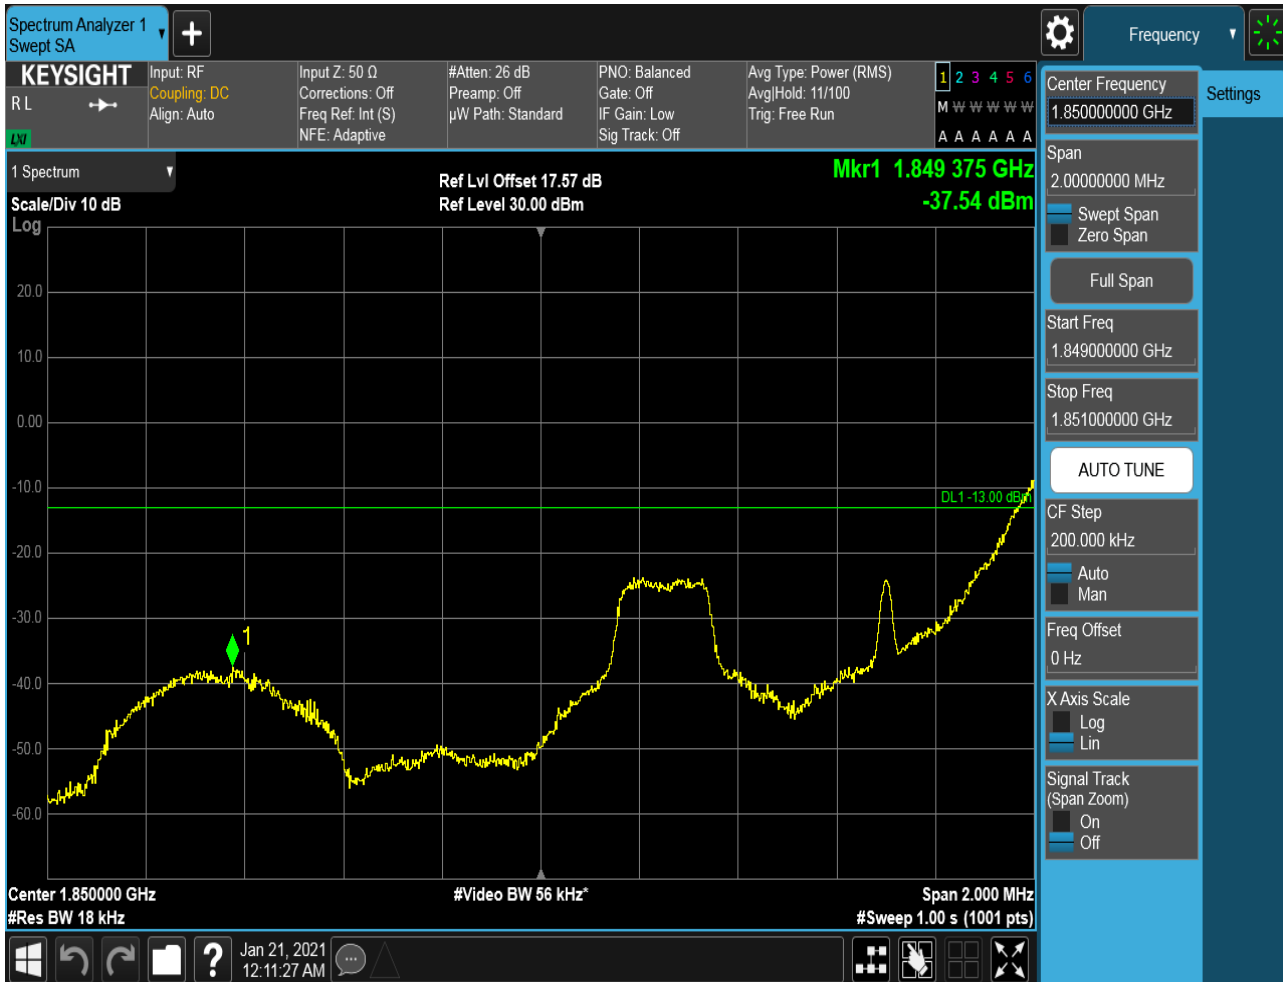 Spectrum Analyzer 1
Swept SA
Frequency
KEYSIGHT
R L
LXI
Input: RF
Coupling: DC
Align: Auto
Input Z: 50 Ω
Corrections: Off
Freq Ref: Int (S)
NFE: Adaptive
#Atten: 26 dB
Preamp: Off
µW Path: Standard
PNO: Balanced
Gate: Off
IF Gain: Low
Sig Track: Off
Avg Type: Power (RMS)
Avg|Hold: 11/100
Trig: Free Run
1 2 3 4 5 6
M W W W W W
A A A A A A
1 Spectrum
Scale/Div 10 dB
Log
Ref Lvl Offset 17.57 dB
Ref Level 30.00 dBm
Mkr1 1.849 375 GHz
-37.54 dBm
20.0
10.0
0.00
-10.0
DL1 -13.00 dBm
-20.0
-30.0
1
-40.0
-50.0
-60.0
Center 1.850000 GHz
#Res BW 18 kHz
#Video BW 56 kHz*
Span 2.000 MHz
#Sweep 1.00 s (1001 pts)
Jan 21, 2021
12:11:27 AM
Center Frequency
1.850000000 GHz
Settings
Span
2.00000000 MHz
Swept Span
Zero Span
Full Span
Start Freq
1.849000000 GHz
Stop Freq
1.851000000 GHz
AUTO TUNE
CF Step
200.000 kHz
Auto
Man
Freq Offset
0 Hz
X Axis Scale
Log
Lin
Signal Track
(Span Zoom)
On
Off